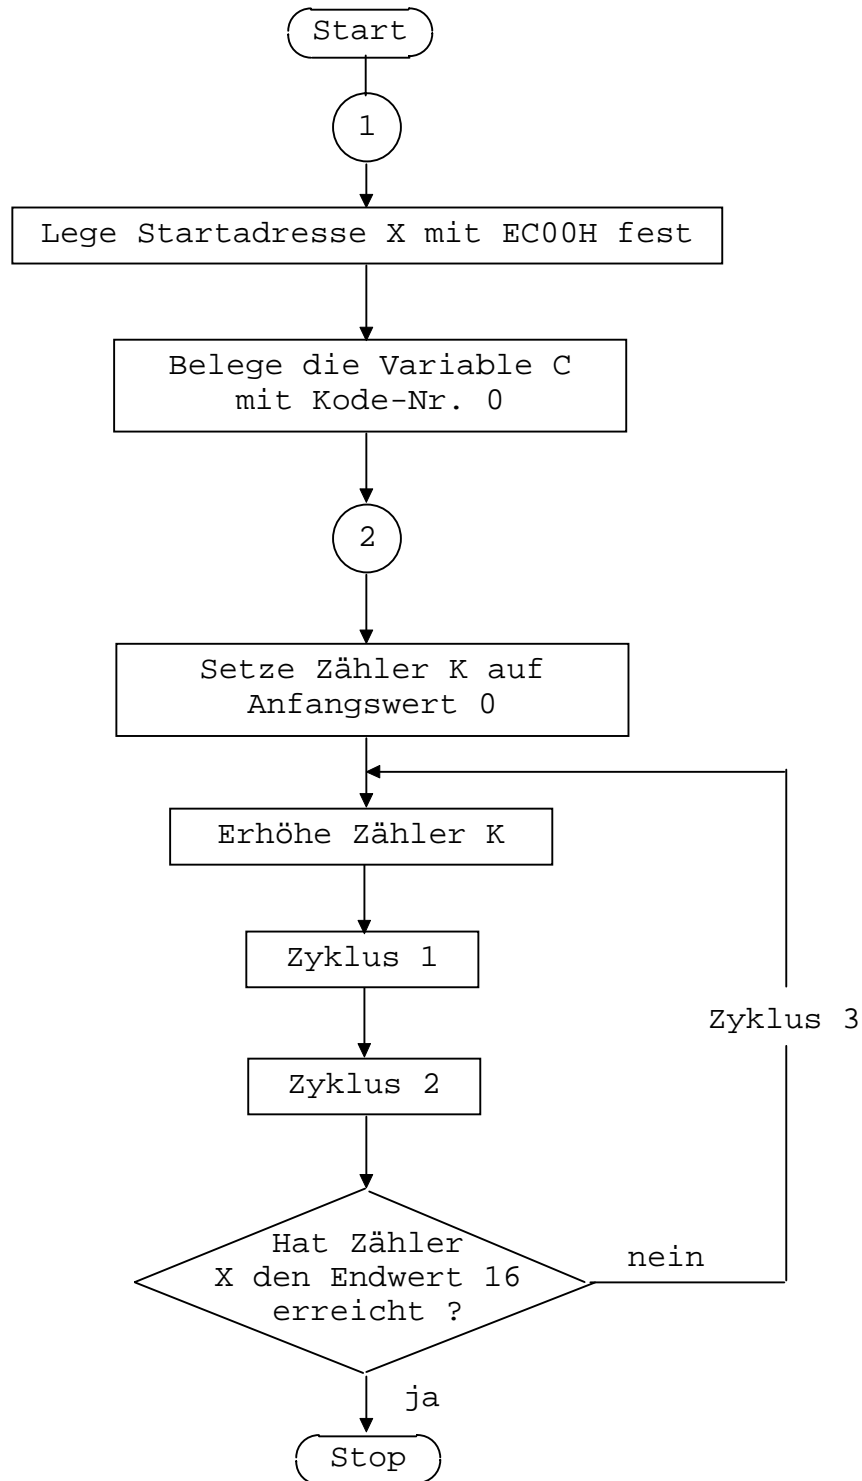 Start
1
Lege Startadresse X mit EC00H fest
Belege die Variable C
mit Kode-Nr. 0
2
Setze Zähler K auf
Anfangswert 0
Erhöhe Zähler K
Zyklus 1
Zyklus 3
Zyklus 2
Hat Zähler
X den Endwert 16
erreicht ?
nein
ja
Stop